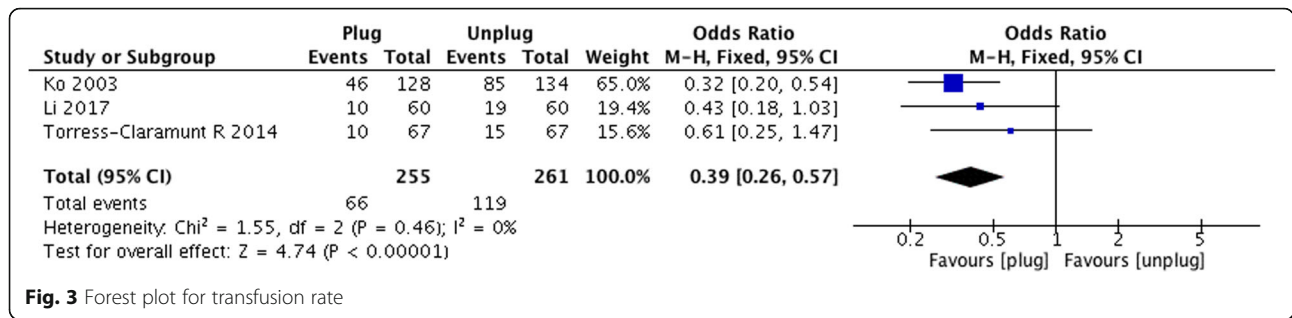 Plug Unplug Odds Ratio Odds Ratio
Study or Subgroup Events Total Events Total Weight M-H, Fixed, 95% CI M-H, Fixed, 95% CI
Ko 2003 46 128 85 134 65.0% 0.32 [0.20, 0.54]
Li 2017 10 60 19 60 19.4% 0.43 [0.18, 1.03]
Torress-Claramunt R 2014 10 67 15 67 15.6% 0.61 [0.25, 1.47]
Total (95% CI) 255 261 100.0% 0.39 [0.26, 0.57]
Total events 66 119
Heterogeneity: Chi² = 1.55, df = 2 (P = 0.46); I² = 0%
Test for overall effect: Z = 4.74 (P < 0.00001)
0.2 0.5 1 2 5
Favours [plug] Favours [unplug]
Fig. 3 Forest plot for transfusion rate